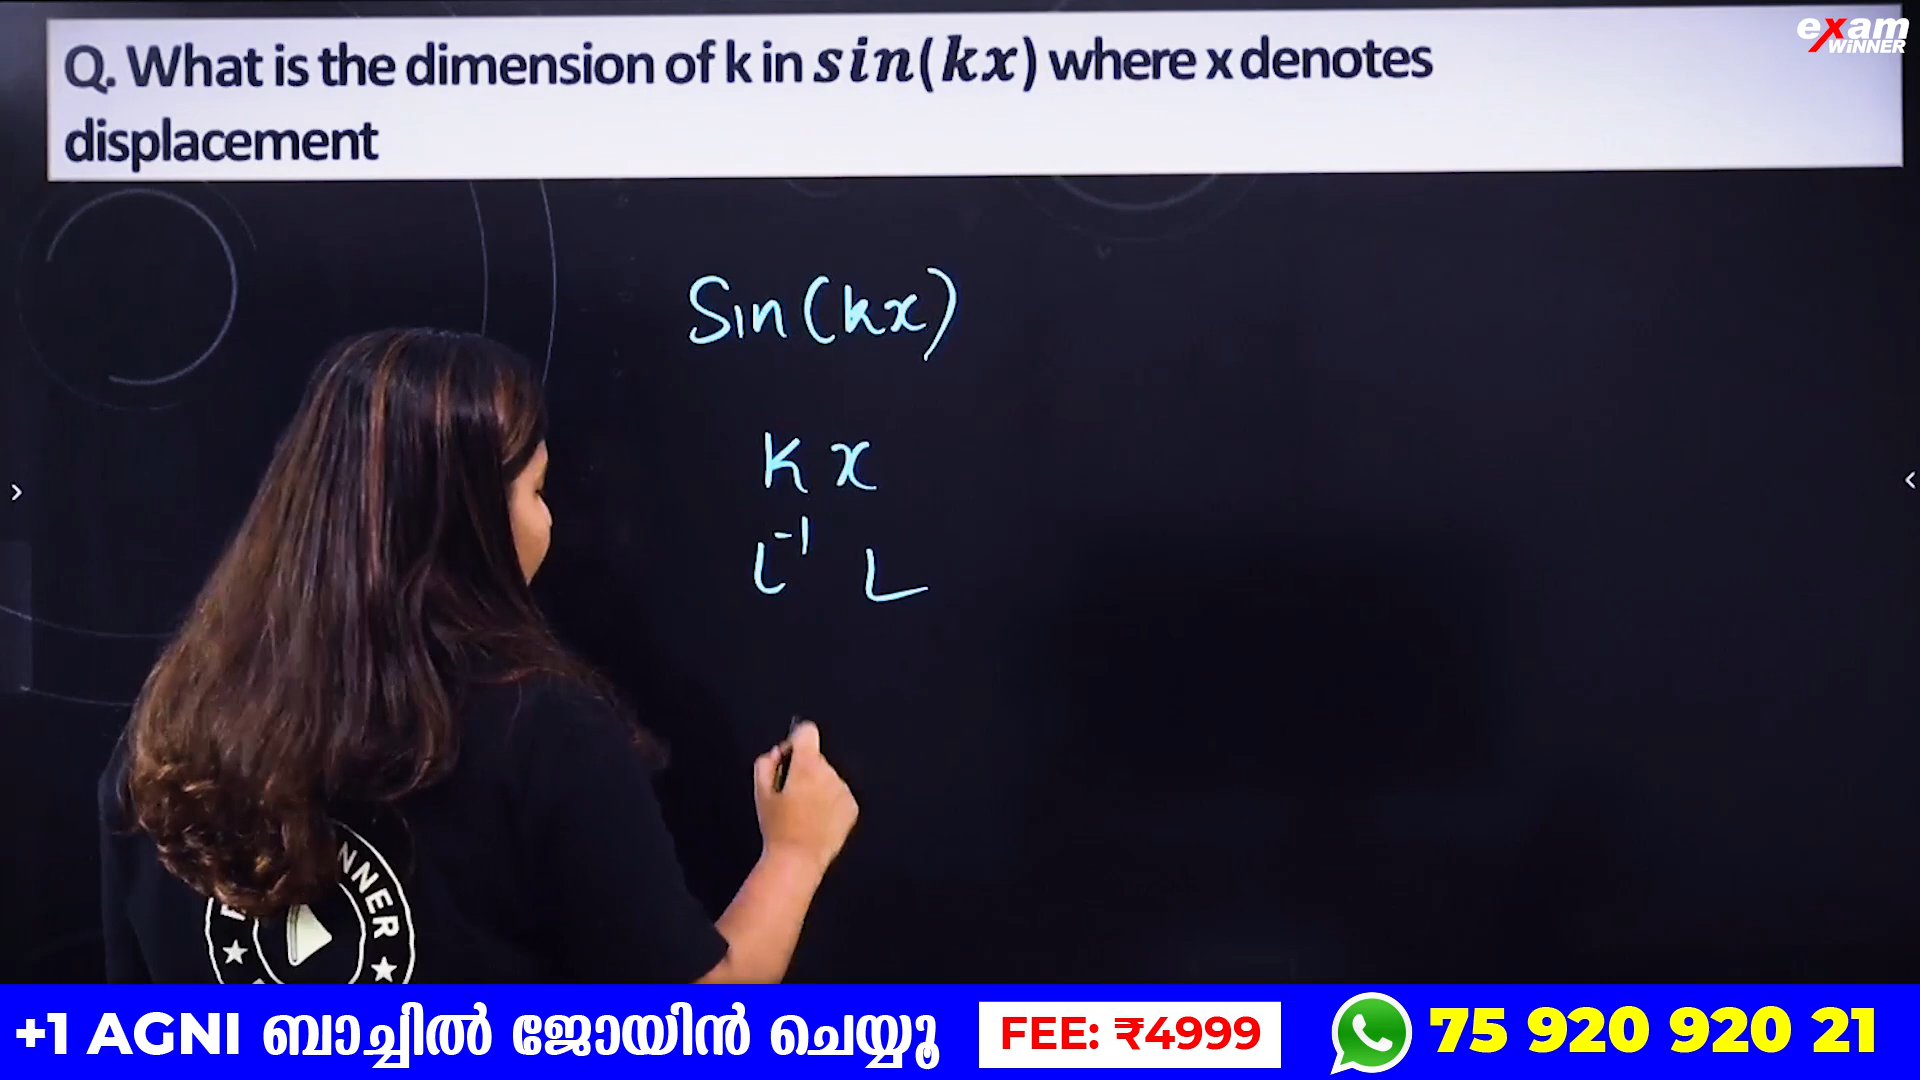 exam
WiNNER
Q. What is the dimension of k in sin(kx) where x denotes
displacement
Sin (kx)
k x
L⁻¹ L
NNER
+1 AGNI ബാച്ചിൽ ജോയിൻ ചെയ്യൂ
FEE: ₹4999
75 920 920 21